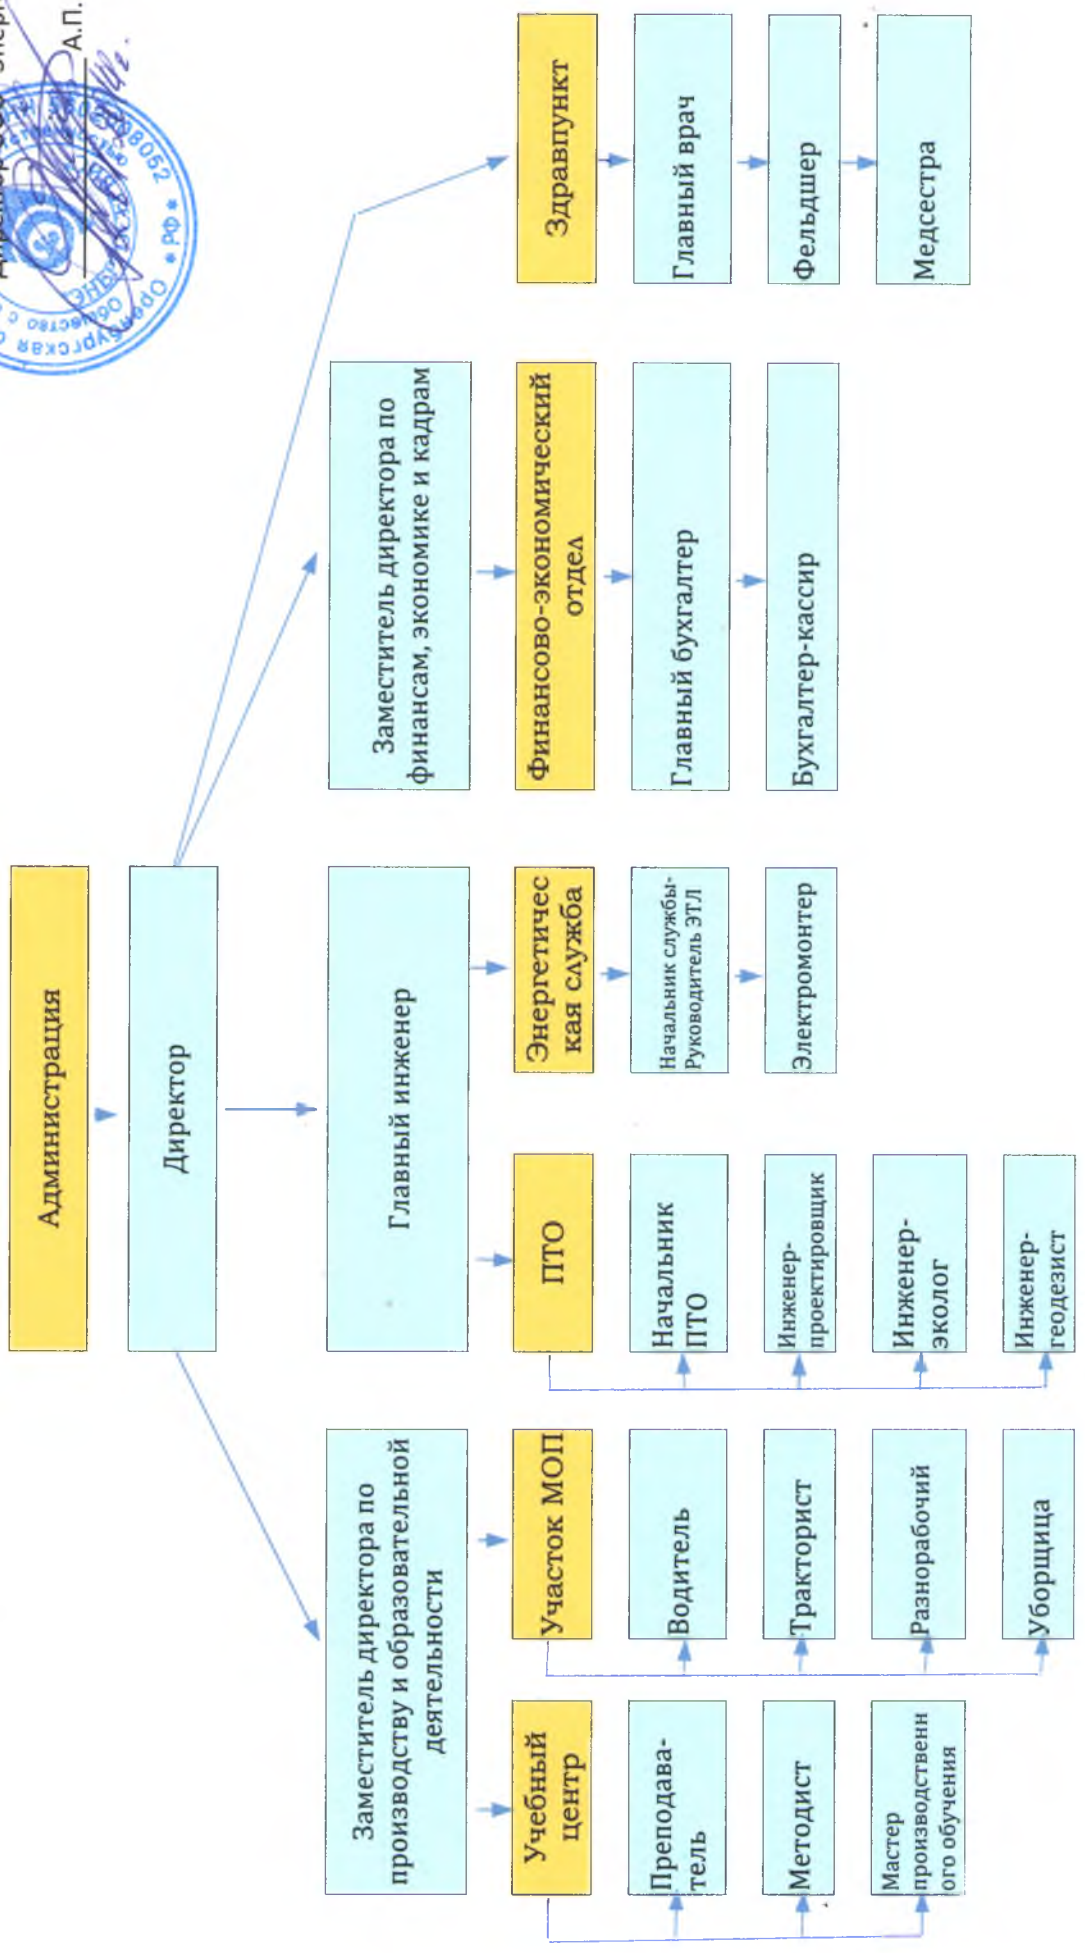 Администрация
Директор
Заместитель директора по
производству и образовательной
деятельности
Главный инженер
Заместитель директора по
финансам, экономике и кадрам
Учебный
центр
Участок МОП
ПТО
Энергетичес
кая служба
Финансово-экономический
отдел
Здравпункт
Преподава-
тель
Водитель
Начальник
ПТО
Начальник службы-
Руководитель ЭТЛ
Главный бухгалтер
Главный врач
Методист
Тракторист
Инженер-
проектировщик
Электромонтер
Бухгалтер-кассир
Фельдшер
Мастер
производственн
ого обучения
Разнорабочий
Инженер-
эколог
Медсестра
Уборщица
Инженер-
геодезист
А.П.
Оренбургская
РФ
Общество с